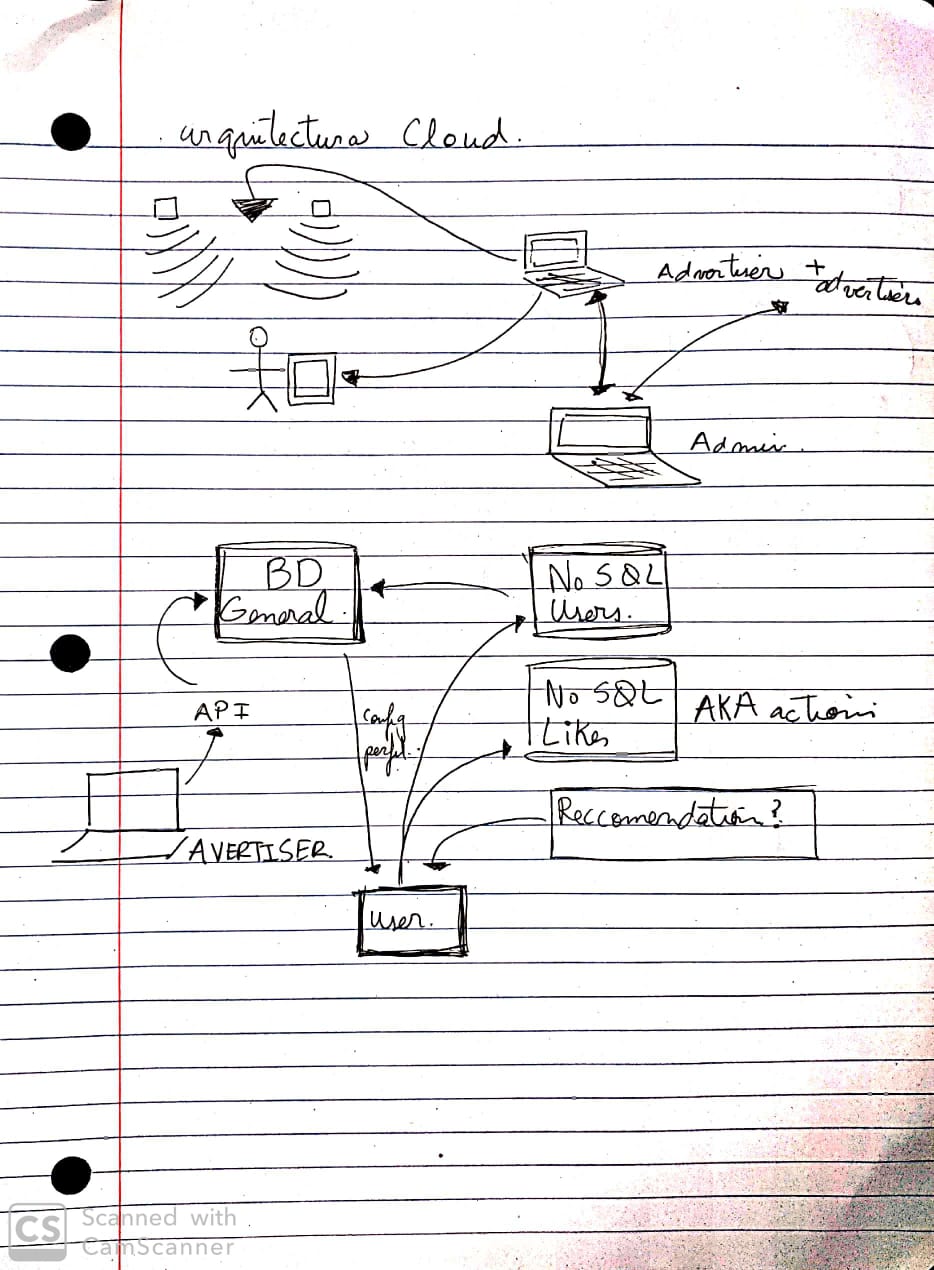 arquitectura Cloud.
Advertiser + advertisers
Admin.
BD
General.
No SQL
Users.
No SQL
Likes
AKA actions
API
config
perfil.
Reccomendation?
AVERTISER.
user.
CS
Scanned with
CamScanner